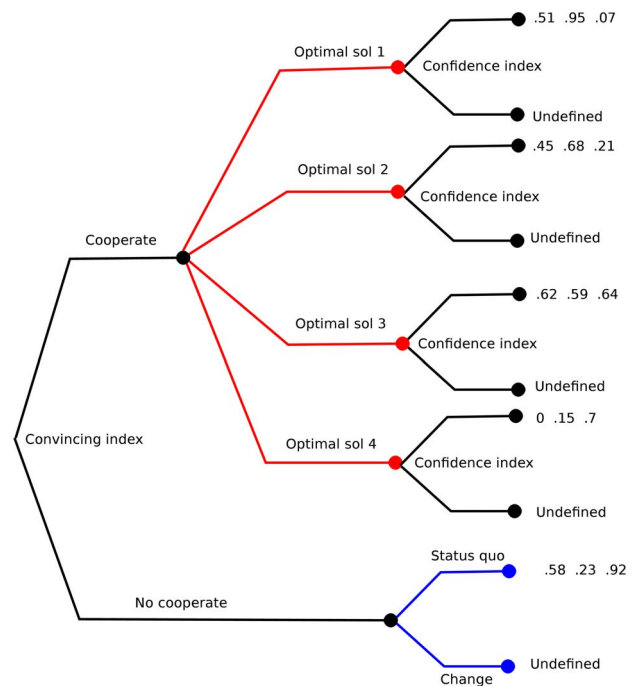 .51 .95 .07
Optimal sol 1
Confidence index
Undefined
.45 .68 .21
Optimal sol 2
Confidence index
Undefined
Cooperate
.62 .59 .64
Optimal sol 3
Confidence index
Undefined
0 .15 .7
Optimal sol 4
Convincing index
Confidence index
Undefined
Status quo
.58 .23 .92
No cooperate
Undefined
Change